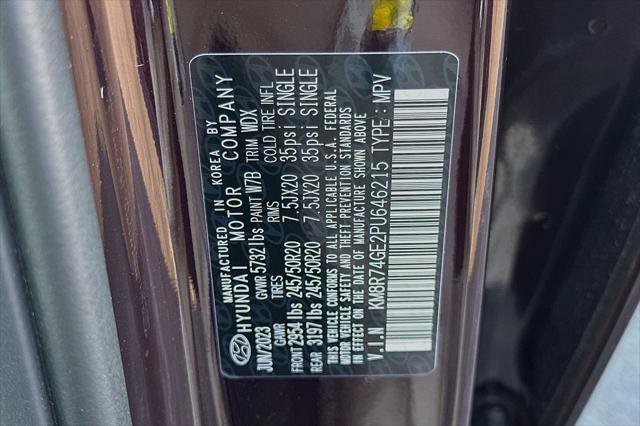 MANUFACTURED IN KOREA BY
HYUNDAI MOTOR COMPANY
JUN/2023 GVWR 5732 lbs PAINT W7B TRIM WDX
GAWR TIRES RIMS COLD TIRE INFL
FRONT 2954 lbs 245/50R20 7.5JX20 35psi SINGLE
REAR 3197 lbs 245/50R20 7.5JX20 35psi SINGLE
THIS VEHICLE CONFORMS TO ALL APPLICABLE U.S.A. FEDERAL
MOTOR VEHICLE SAFETY AND THEFT PREVENTION STANDARDS
IN EFFECT ON THE DATE OF MANUFACTURE SHOWN ABOVE
V.I.N : KM8R74GE2PU646215 TYPE : MPV